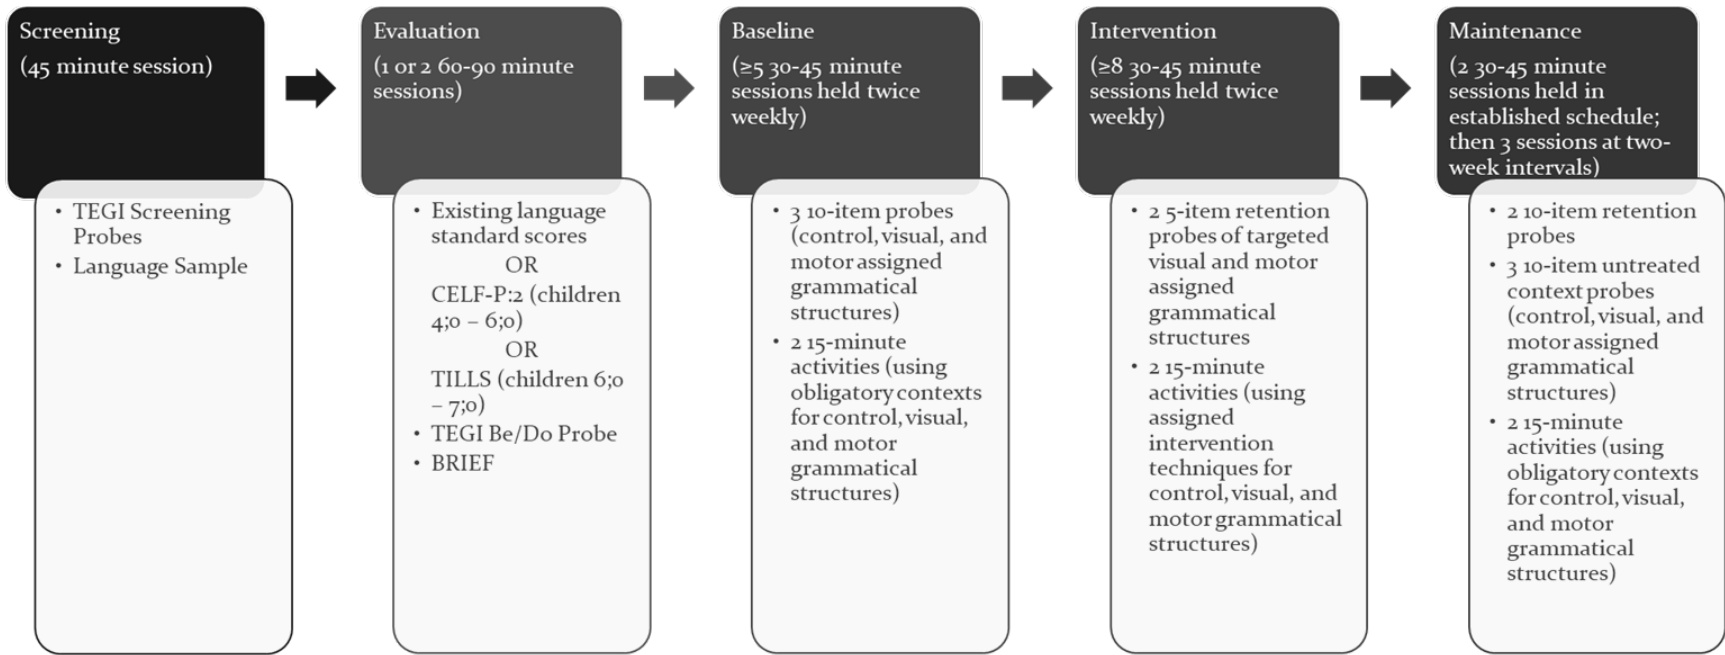 Screening
(45 minute session)
• TEGI Screening
Probes
• Language Sample
Evaluation
(1 or 2 60-90 minute
sessions)
• Existing language
standard scores
OR
CELF-P:2 (children
4;0 – 6;0)
OR
TILLS (children 6;0
– 7;0)
• TEGI Be/Do Probe
• BRIEF
Baseline
(≥5 30-45 minute
sessions held twice
weekly)
• 3 10-item probes
(control, visual, and
motor assigned
grammatical
structures)
• 2 15-minute
activities (using
obligatory contexts
for control, visual,
and motor
grammatical
structures)
Intervention
(≥8 30-45 minute
sessions held twice
weekly)
• 2 5-item retention
probes of targeted
visual and motor
assigned
grammatical
structures
• 2 15-minute
activities (using
assigned
intervention
techniques for
control, visual, and
motor grammatical
structures)
Maintenance
(2 30-45 minute
sessions held in
established schedule;
then 3 sessions at two-
week intervals)
• 2 10-item retention
probes
• 3 10-item untreated
context probes
(control, visual, and
motor assigned
grammatical
structures)
• 2 15-minute
activities (using
obligatory contexts
for control, visual,
and motor
grammatical
structures)